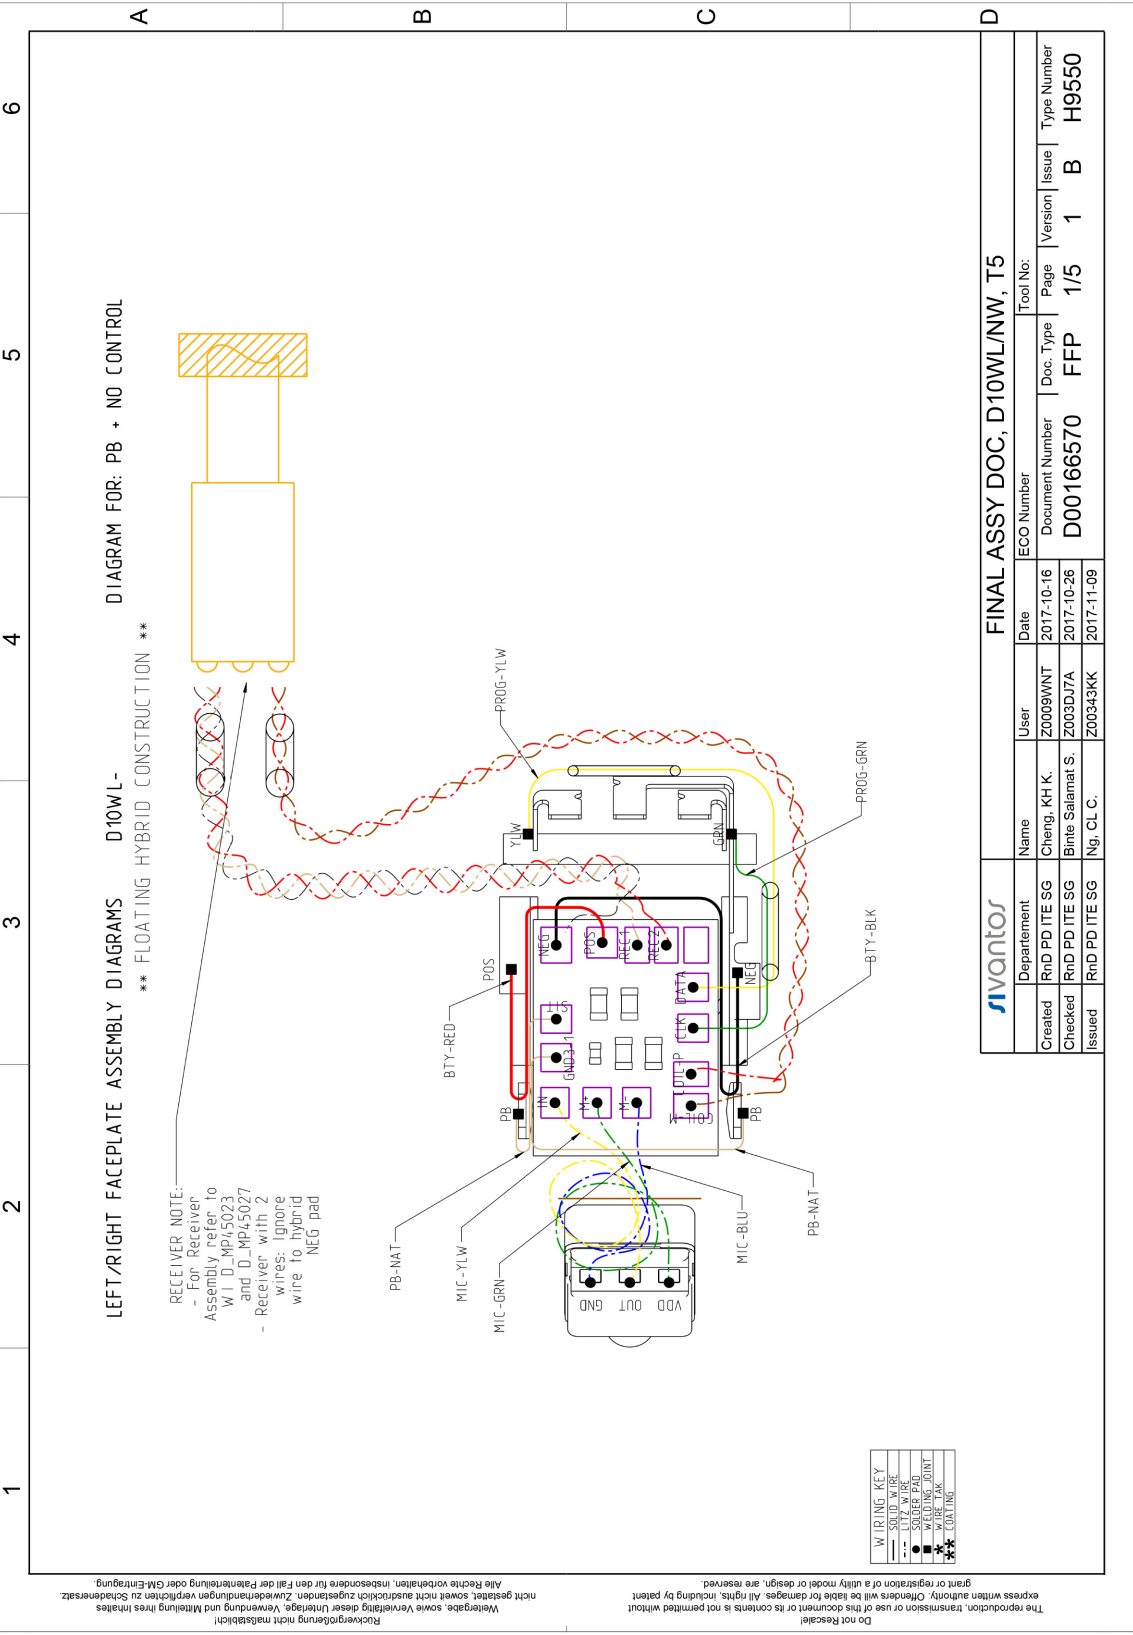 A
B
C
D
1
2
3
4
5
6
LEFT/RIGHT FACEPLATE ASSEMBLY DIAGRAMS D10WL- DIAGRAM FOR: PB + NO CONTROL
** FLOATING HYBRID CONSTRUCTION **
RECEIVER NOTE:
- For Receiver
Assembly refer to
WI D_MP45023
and D_MP45027
- Receiver with 2
wires: Ignore
wire to hybrid
NEG pad
PB-NAT
MIC-YLW
MIC-GRN
BTY-RED
PROG-YLW
POS
PB
YLW
GRN
NEG
POS
REC1
REC2
DATA
CLK
COIL-P
COIL-M
GND3-1
IN
M+
M-
NEG
PB
GND
OUT
VDD
MIC-BLU
PB-NAT
BTY-BLK
PROG-GRN
WIRING KEY
SOLID WIRE
LITZ WIRE
SOLDER PAD
WELDING JOINT
* WIRE TAK
** COATING
FINAL ASSY DOC, D10WL/NW, T5
sivantos
Departement Name User Date ECO Number Tool No:
Created RnD PD ITE SG Cheng, KH K. Z0009WNT 2017-10-16
Checked RnD PD ITE SG Binte Salamat S. Z003DJ7A 2017-10-26
Issued RnD PD ITE SG Ng, CL C. Z00343KK 2017-11-09
Document Number Doc. Type Page Version Issue Type Number
D00166570 FFP 1/5 1 B H9550
Rückvergrößerung nicht maßstäblich!
Weitergabe, sowie Vervielfältig dieser Unterlage, Verwendung und Mitteilung ihres Inhaltes
nicht gestattet, soweit nicht ausdrücklich zugestanden. Zuwiederhandlungen verpflichten zu Schadenersatz.
Alle Rechte vorbehalten, insbesondere für den Fall der Patenterteilung oder GM-Eintragung.
Do not Rescale!
The reproduction, transmission or use of this document or its contents is not permitted without
express written authority. Offenders will be liable for damages. All rights, including by patent
grant or registration of a utility model or design, are reserved.